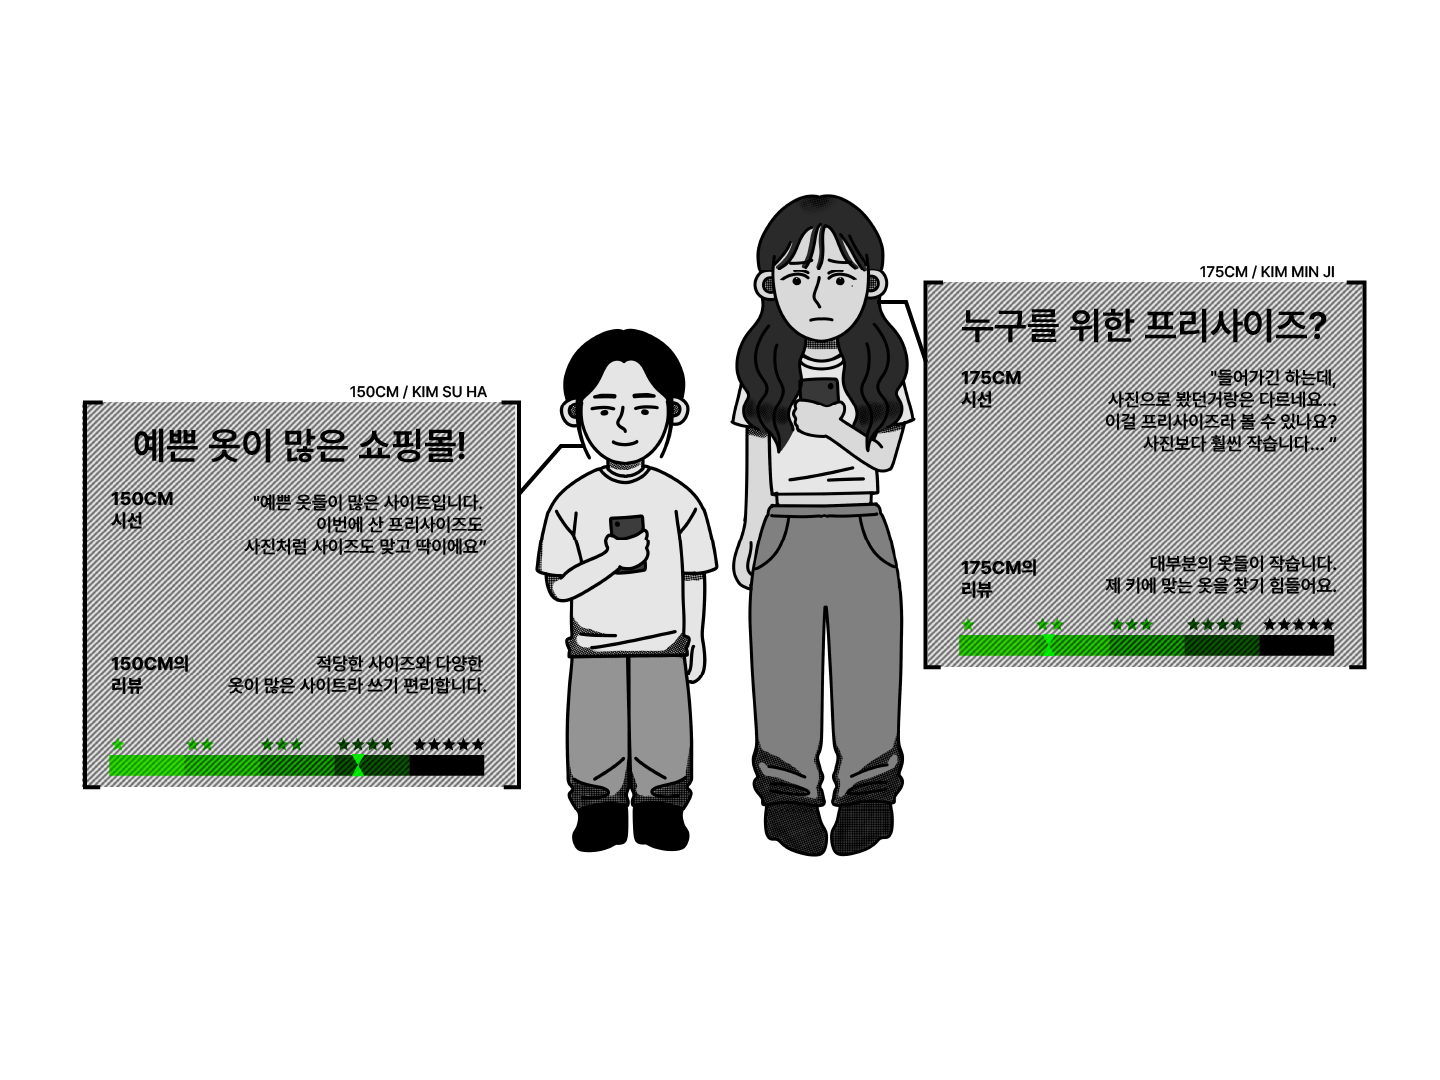 150CM / KIM SU HA
예쁜 옷이 많은 쇼핑몰!
150CM
시선
"예쁜 옷들이 많은 사이트입니다.
이번에 산 프리사이즈도
사진처럼 사이즈도 맞고 딱이에요”
150CM의
리뷰
적당한 사이즈와 다양한
옷이 많은 사이트라 쓰기 편리합니다.
★
★★
★★★
★★★★
★★★★★
175CM / KIM MIN JI
누구를 위한 프리사이즈?
175CM
시선
"들어가긴 하는데,
사진으로 봤던거랑은 다르네요...
이걸 프리사이즈라 볼 수 있나요?
사진보다 훨씬 작습니다... ”
175CM의
리뷰
대부분의 옷들이 작습니다.
제 키에 맞는 옷을 찾기 힘들어요.
★
★★
★★★
★★★★
★★★★★